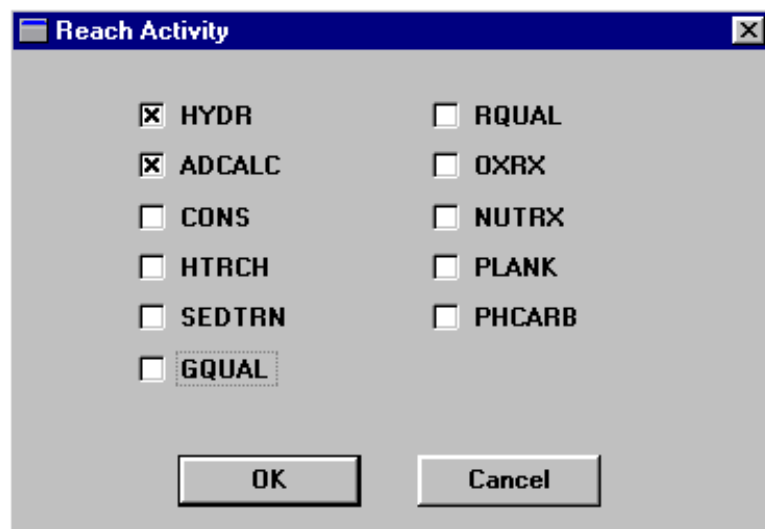 Reach Activity
HYDR
ADCALC
CONS
HTRCH
SEDTRN
GQUAL
RQUAL
OXRX
NUTRX
PLANK
PHCARB
OK
Cancel